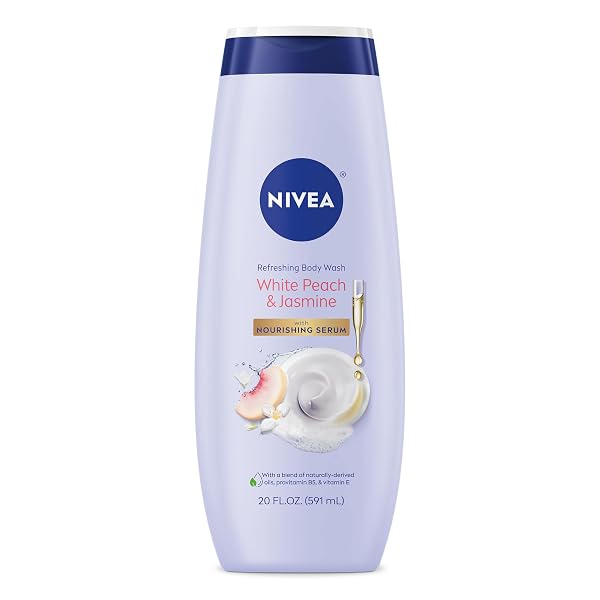 NIVEA
®
Refreshing Body Wash
White Peach
& Jasmine
with
NOURISHING SERUM
With a blend of naturally-derived
oils, provitamin B5, & vitamin E
20 FL.OZ. (591 mL)